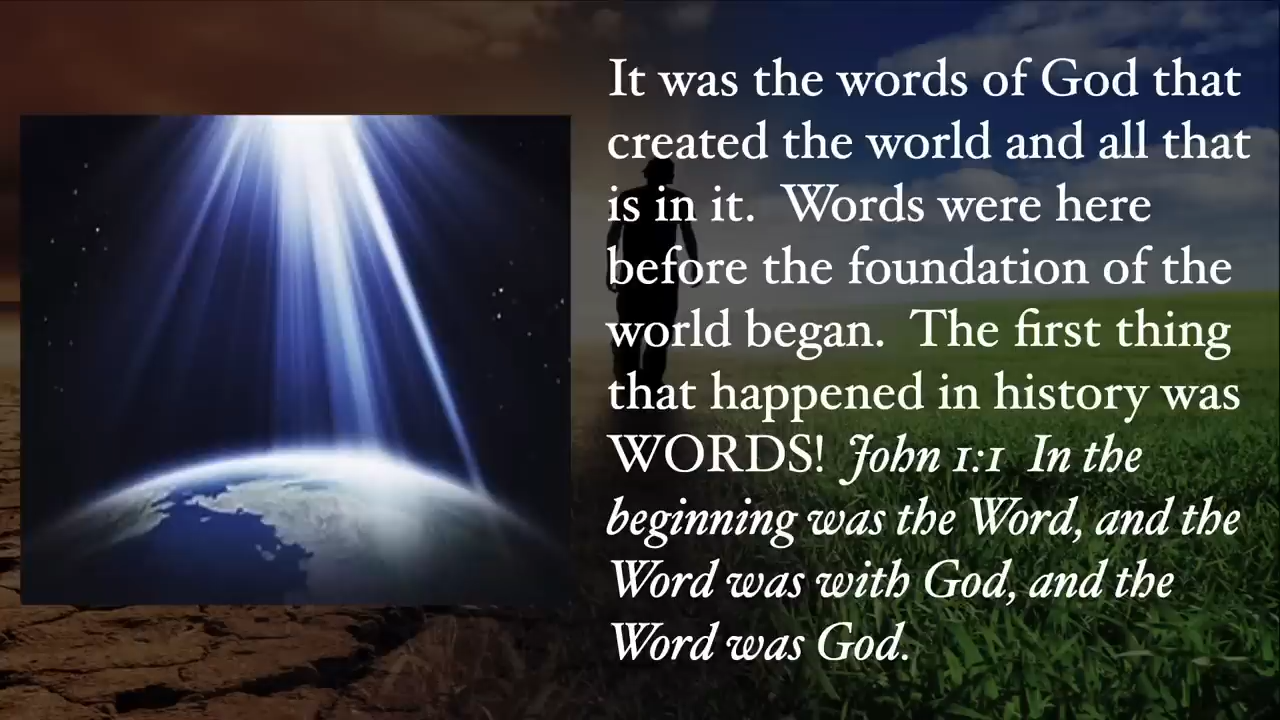 It was the words of God that
created the world and all that
is in it.  Words were here
before the foundation of the
world began.  The first thing
that happened in history was
WORDS!  John 1:1  In the
beginning was the Word, and the
Word was with God, and the
Word was God.